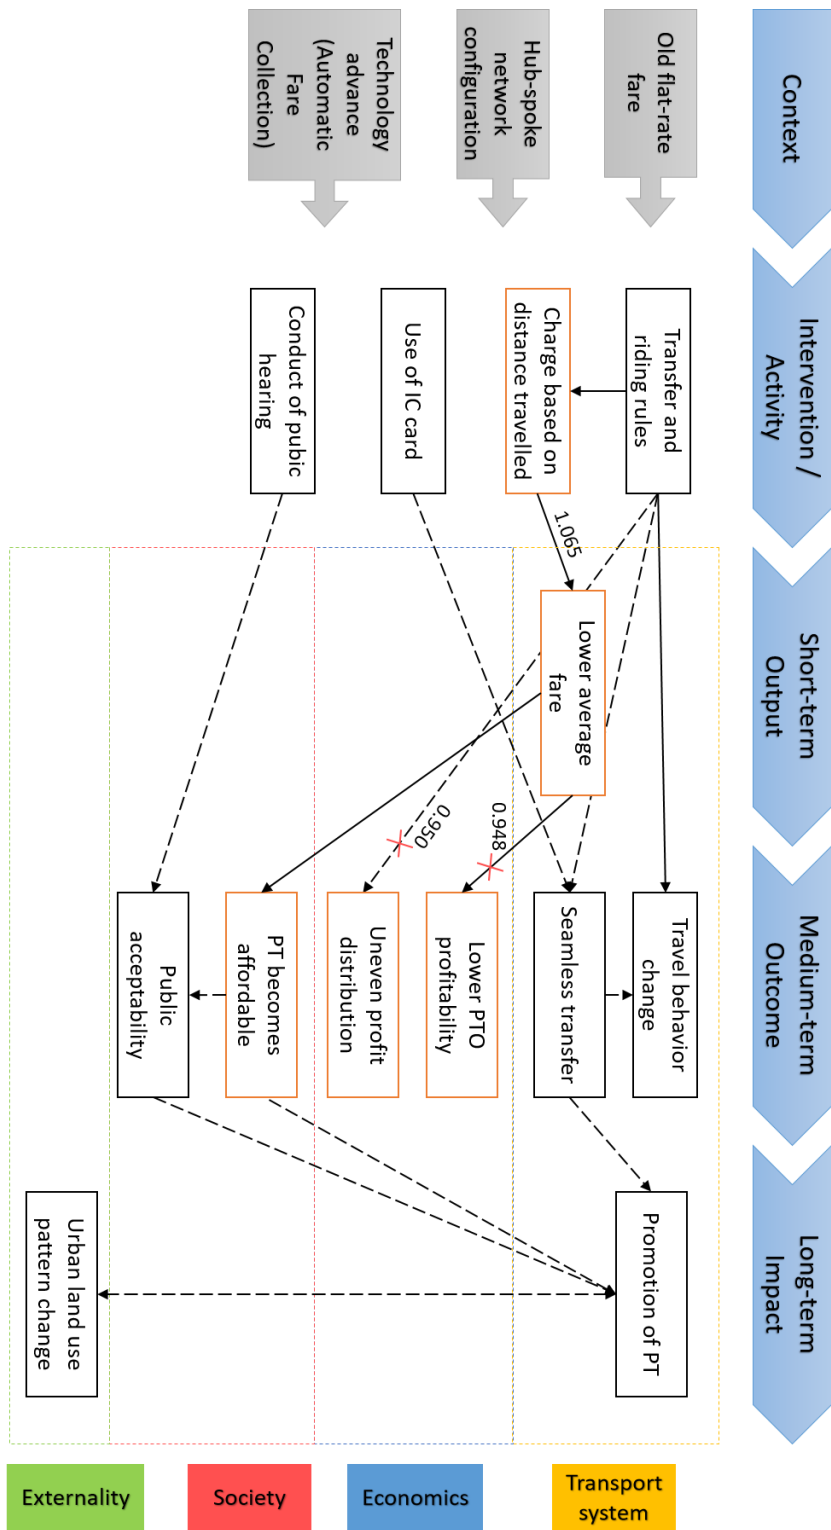 Context
Intervention /
Activity
Short-term
Output
Medium-term
Outcome
Long-term
Impact
Old flat-rate
fare
Hub-spoke
network
configuration
Technology
advance
(Automatic
Fare
Collection)
Transfer and
riding rules
Charge based on
distance travelled
Use of IC card
Conduct of pubic
hearing
1.065
Lower average
fare
0.948
0.950
Travel behavior
change
Seamless transfer
Lower PTO
profitability
Uneven profit
distribution
PT becomes
affordable
Public
acceptability
Promotion of PT
Urban land use
pattern change
Externality
Society
Economics
Transport
system